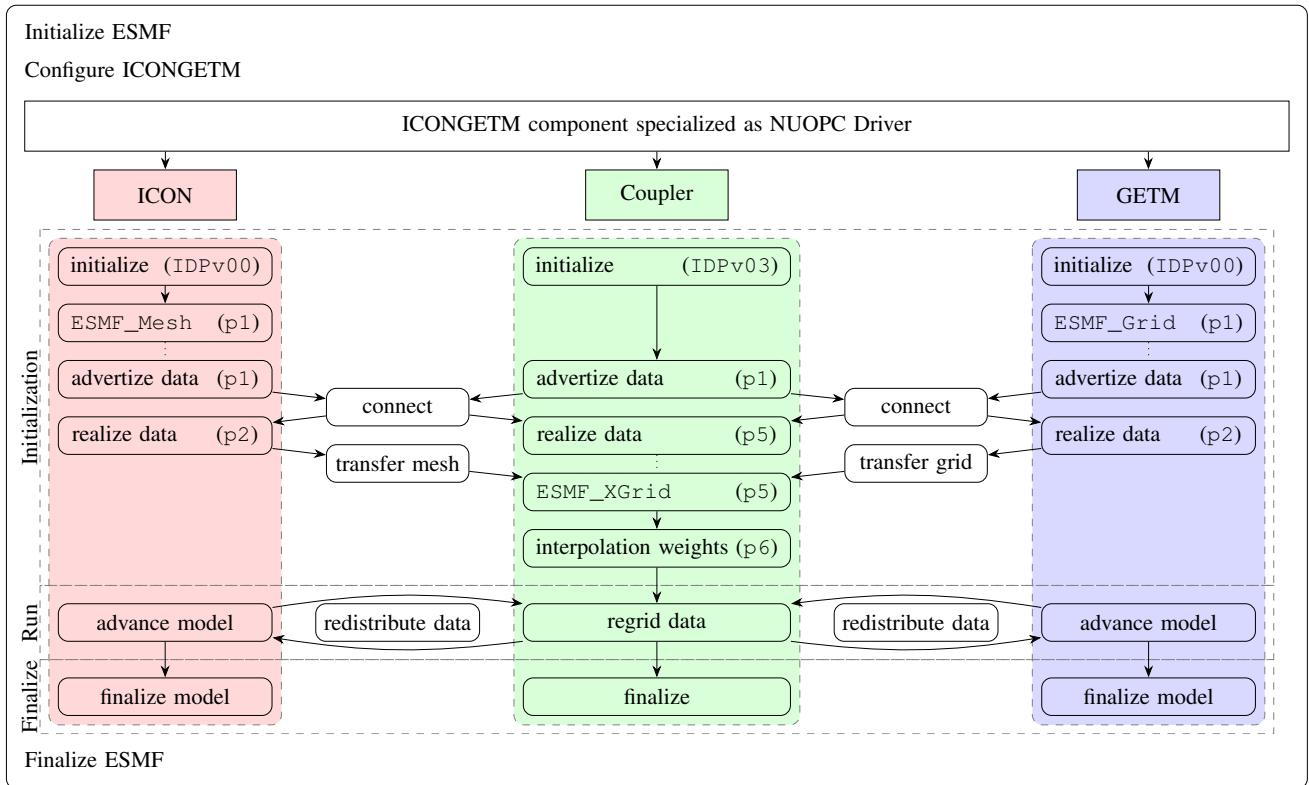 Initialize ESMF
Configure ICONGETM
ICONGETM component specialized as NUOPC Driver
ICON Coupler GETM
Initialization
initialize (IDPv00) initialize (IDPv03) initialize (IDPv00)
ESMF_Mesh (p1) ESMF_Grid (p1)
advertize data (p1) advertize data (p1) advertize data (p1)
connect connect
realize data (p2) realize data (p5) realize data (p2)
transfer mesh transfer grid
ESMF_XGrid (p5)
interpolation weights (p6)
Run
advance model redistribute data regrid data redistribute data advance model
Finalize
finalize model finalize finalize model
Finalize ESMF